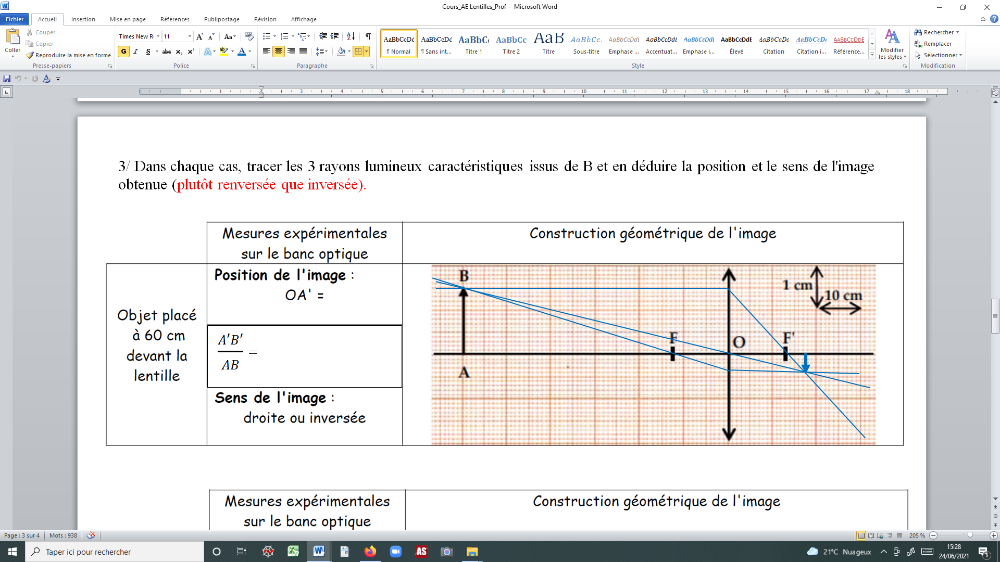 Cours_AE Lentilles_Prof - Microsoft Word
Fichier Accueil Insertion Mise en page Références Publipostage Révision Affichage
Coller
Couper
Copier
Reproduire la mise en forme
Presse-papiers
Times New R 11
Police
Paragraphe
AaBbCcDd AaBbCcDd AaBbC AaBbCc AaB AaBbCc. AaBbCcDdI AaBbCcDdI AaBbCcDdI AaBbCcDdE AaBbCcDc AaBbCcDc AABBCCDDE
¶ Normal ¶ Sans int... Titre 1 Titre 2 Titre Sous-titre Emphase ... Accentuat... Emphase i... Élevé Citation Citation i... Référence...
Style
Modifier les styles
Rechercher
Remplacer
Sélectionner
Modification
1 1 3 4 5 6 7 8 9 10 11 12 13 14 15 16 17 18
3/ Dans chaque cas, tracer les 3 rayons lumineux caractéristiques issus de B et en déduire la position et le sens de l'image
obtenue (plutôt renversée que inversée).
Mesures expérimentales
sur le banc optique
Construction géométrique de l'image
Objet placé
à 60 cm
devant la
lentille
Position de l'image :
OA' =
A'B'
=
AB
Sens de l'image :
droite ou inversée
B
A
F
O
F'
1 cm
10 cm
Mesures expérimentales
sur le banc optique
Construction géométrique de l'image
Page : 3 sur 4 Mots : 938 205 %
Taper ici pour rechercher
21°C Nuageux
15:28
24/06/2021
1